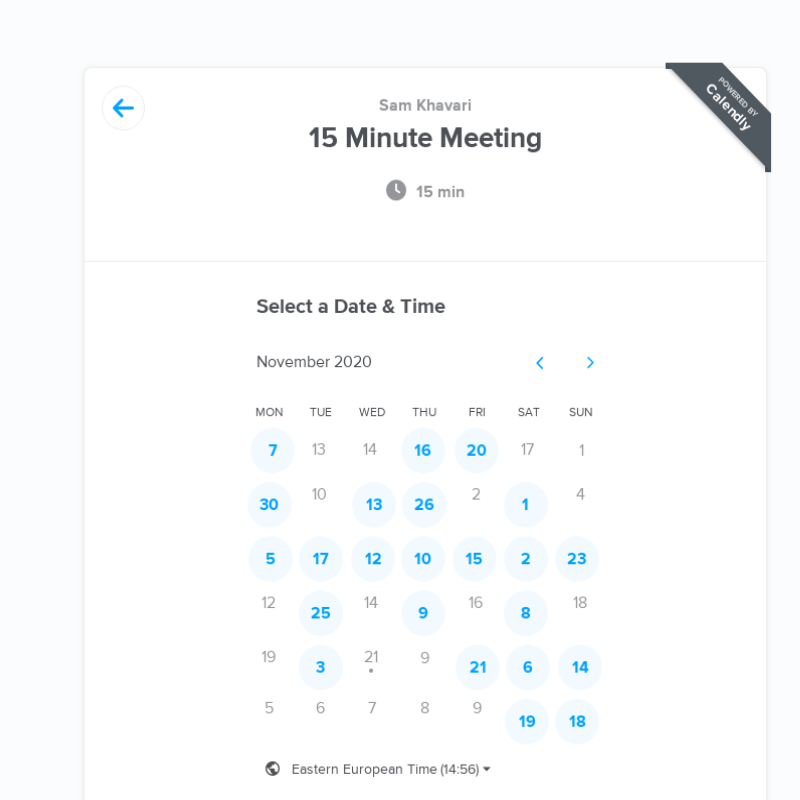 POWERED BY
Calendly
Sam Khavari
15 Minute Meeting
15 min
Select a Date & Time
November 2020
MON TUE WED THU FRI SAT SUN
7 13 14 16 20 17 1
30 10 13 26 2 1 4
5 17 12 10 15 2 23
12 25 14 9 16 8 18
19 3 21 9 21 6 14
5 6 7 8 9 19 18
Eastern European Time (14:56)